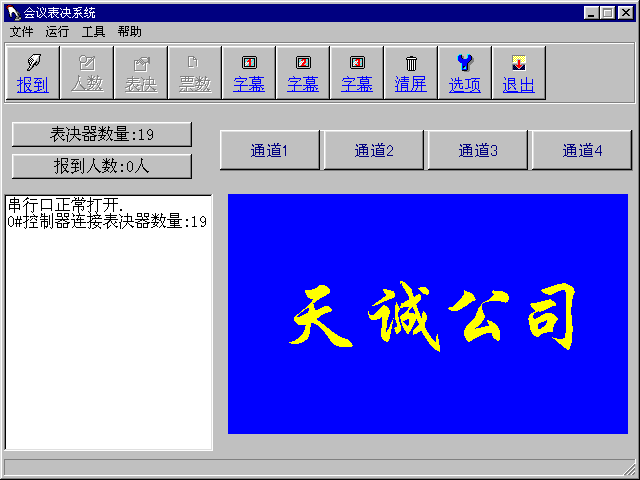 会议表决系统
文件 运行 工具 帮助
1 2 3
报到 人数 表决 票数 字幕 字幕 字幕 清屏 选项 退出
表决器数量:19
报到人数:0人
通道1 通道2 通道3 通道4
串行口正常打开.
0#控制器连接表决器数量:19
天诚公司